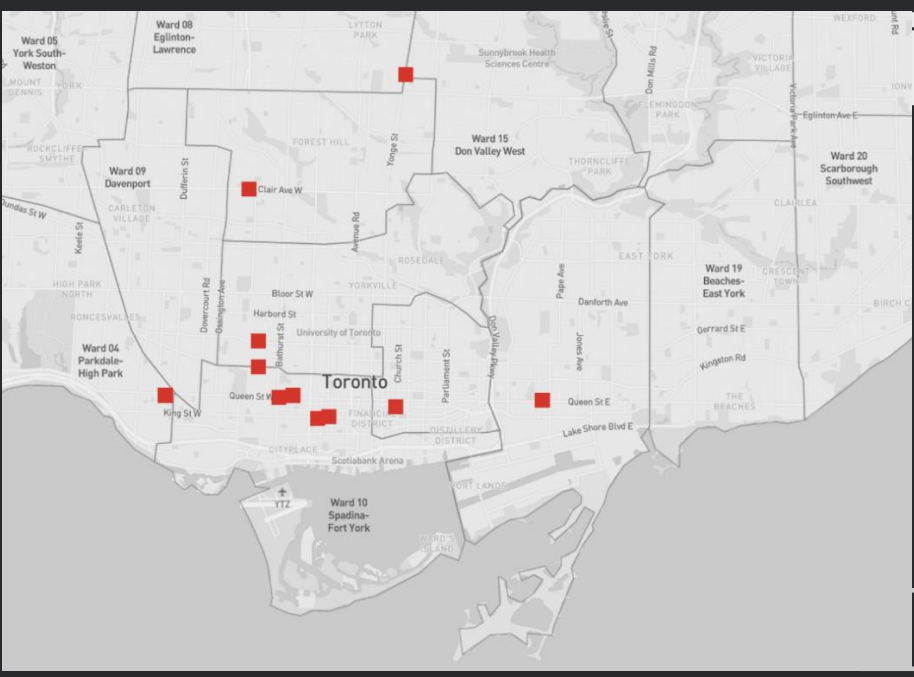 Ward 08
Eglinton-
Lawrence
LYTTON
PARK
WEXFORD
Ward 05
York South-
Weston
Sunnybrook Health
Sciences Centre
Don Mills Rd
VICTORIA
VILLAGE
MOUNT
DENNIS
YORK
FLEMINGDON
PARK
Victoria Park Ave
Eglinton Ave E
ROCKCLIFFE
SMYTHE
FOREST HILL
Yonge St
Ward 15
Don Valley West
THORNCLIFFE
PARK
Ward 20
Scarborough
Southwest
Ward 09
Davenport
Dufferin St
Clair Ave W
Dundas St W
CARLETON
VILLAGE
Keele St
Avenue Rd
CLAIRLEA
ROSEDALE
EAST YORK
Ward 19
Beaches-
East York
CRESCENT
TOWN
HIGH PARK
NORTH
Dovercourt Rd
Ossington Ave
Bloor St W
YORKVILLE
Pape Ave
Danforth Ave
BIRCH C
RONCESVALLES
Harbord St
Bathurst St
University of Toronto
Don Valley Pkwy
Gerrard St E
Jones Ave
Kingston Rd
Ward 04
Parkdale-
High Park
Church St
Parliament St
Toronto
Queen St W
Queen St E
THE
BEACHES
King St W
FINANCIAL
DISTRICT
DISTILLERY
DISTRICT
Lake Shore Blvd E
CITYPLACE
Scotiabank Arena
PORT LANDS
YTZ
Ward 10
Spadina-
Fort York
WARD'S
ISLAND